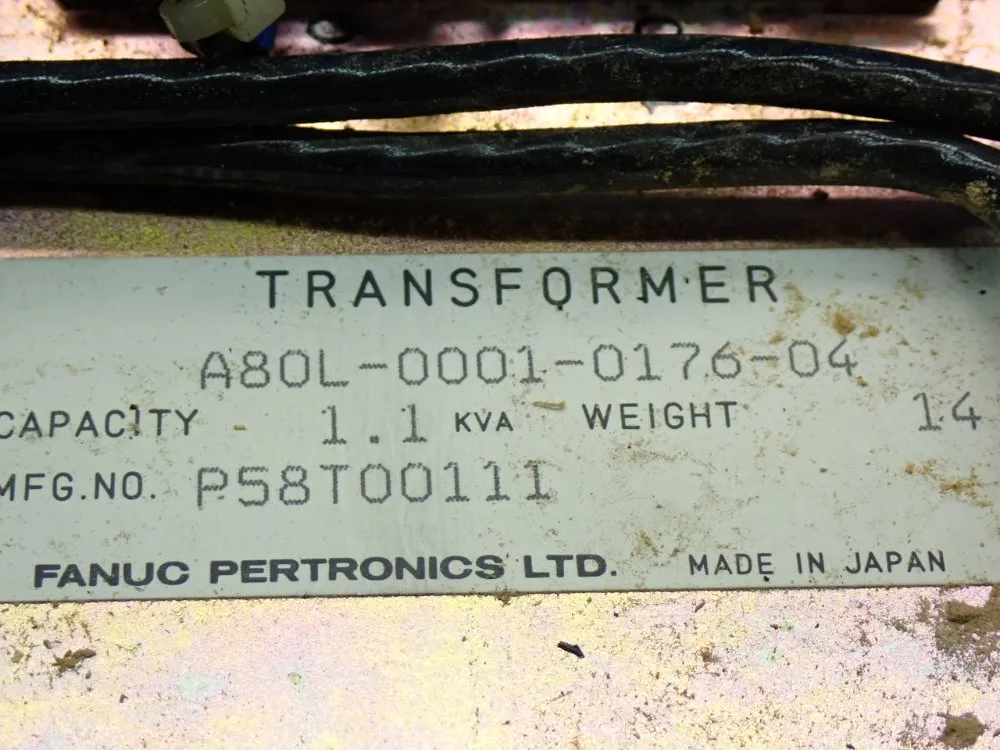 TRANSFORMER
A80L-0001-0176-04
CAPACITY 1.1 KVA WEIGHT 14
MFG.NO. P58T00111
FANUC PERTRONICS LTD. MADE IN JAPAN